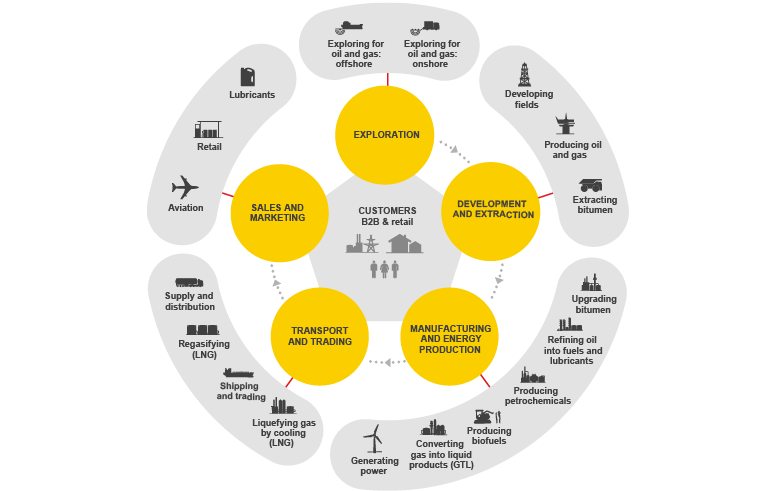 Exploring for
oil and gas:
offshore
Exploring for
oil and gas:
onshore
EXPLORATION
Developing
fields
Producing oil
and gas
Extracting
bitumen
DEVELOPMENT
AND EXTRACTION
Upgrading
bitumen
Refining oil
into fuels and
lubricants
Producing
petrochemicals
Producing
biofuels
Converting
gas into liquid
products (GTL)
Generating
power
MANUFACTURING
AND ENERGY
PRODUCTION
Liquefying gas
by cooling
(LNG)
Shipping
and trading
Regasifying
(LNG)
Supply and
distribution
TRANSPORT
AND TRADING
Aviation
Retail
Lubricants
SALES AND
MARKETING
CUSTOMERS
B2B & retail